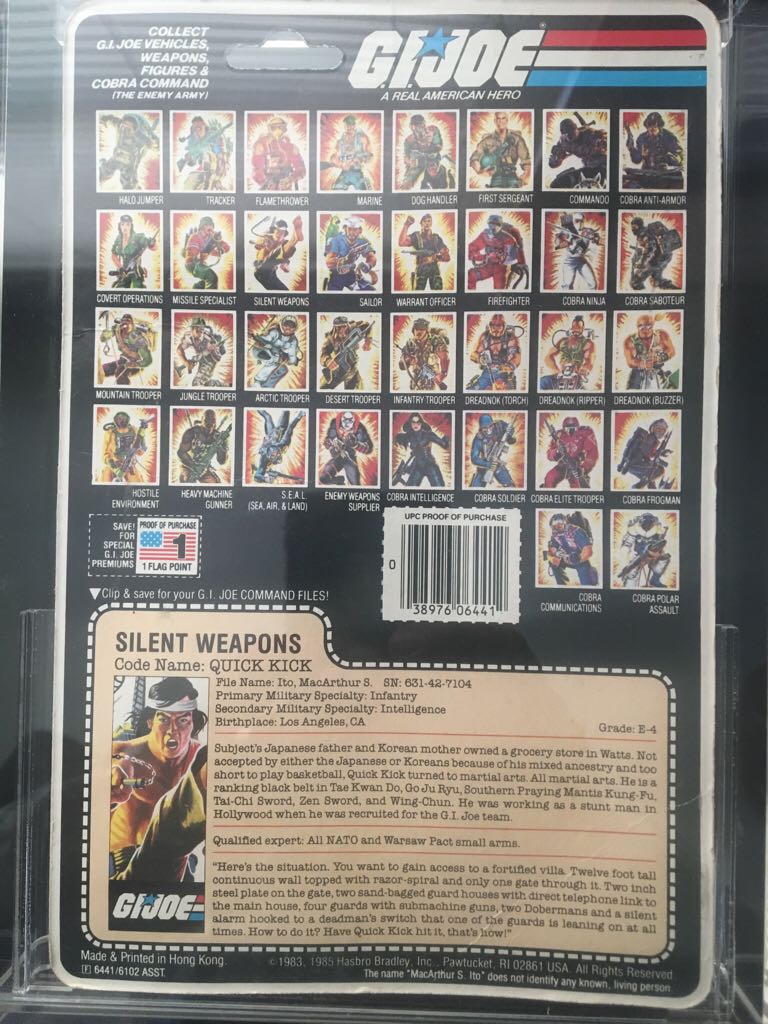 COLLECT
G.I. JOE VEHICLES,
WEAPONS,
FIGURES &
COBRA COMMAND
(THE ENEMY ARMY)
G.I.JOE®
A REAL AMERICAN HERO
HALO JUMPER TRACKER FLAMETHROWER MARINE DOG HANDLER FIRST SERGEANT COMMANDO COBRA ANTI-ARMOR
COVERT OPERATIONS MISSILE SPECIALIST SILENT WEAPONS SAILOR WARRANT OFFICER FIREFIGHTER COBRA NINJA COBRA SABOTEUR
MOUNTAIN TROOPER JUNGLE TROOPER ARCTIC TROOPER DESERT TROOPER INFANTRY TROOPER DREADNOK (TORCH) DREADNOK (RIPPER) DREADNOK (BUZZER)
HOSTILE ENVIRONMENT HEAVY MACHINE GUNNER S.E.A.L. (SEA, AIR, & LAND) ENEMY WEAPONS SUPPLIER COBRA INTELLIGENCE COBRA SOLDIER COBRA ELITE TROOPER COBRA FROGMAN
COBRA COMMUNICATIONS COBRA POLAR ASSAULT
SAVE!
FOR
SPECIAL
G.I. JOE
PREMIUMS
PROOF OF PURCHASE
1
1 FLAG POINT
UPC PROOF OF PURCHASE
0
38976 06441
▼Clip & save for your G.I. JOE COMMAND FILES!
SILENT WEAPONS
Code Name: QUICK KICK
File Name: Ito, MacArthur S. SN: 631-42-7104
Primary Military Specialty: Infantry
Secondary Military Specialty: Intelligence
Birthplace: Los Angeles, CA
Grade: E-4
Subject's Japanese father and Korean mother owned a grocery store in Watts. Not
accepted by either the Japanese or Koreans because of his mixed ancestry and too
short to play basketball, Quick Kick turned to martial arts. All martial arts. He is a
ranking black belt in Tae Kwan Do, Go Ju Ryu, Southern Praying Mantis Kung-Fu,
Tai-Chi Sword, Zen Sword, and Wing-Chun. He was working as a stunt man in
Hollywood when he was recruited for the G.I. Joe team.
Qualified expert: All NATO and Warsaw Pact small arms.
"Here's the situation. You want to gain access to a fortified villa. Twelve foot tall
continuous wall topped with razor-spiral and only one gate through it. Two inch
steel plate on the gate, two sand-bagged guard houses with direct telephone link to
the main house, four guards with submachine guns, two Dobermans and a silent
alarm hooked to a deadman's switch that one of the guards is leaning on at all
times. How to do it? Have Quick Kick hit it, that's how!"
G.I.JOE
Made & Printed in Hong Kong.
F 6441/6102 ASST.
©1983, 1985 Hasbro Bradley, Inc., Pawtucket, RI 02861 USA. All Rights Reserved
The name "MacArthur S. Ito" does not identify any known, living person